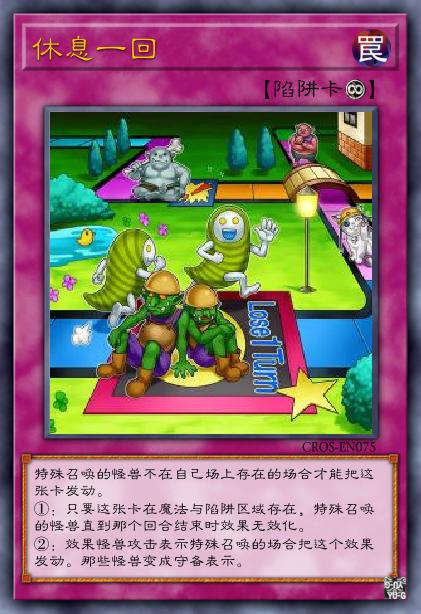 休息一回
罠
【陷阱卡♾】
Lose 1 Turn
CROS-EN075
特殊召唤的怪兽不在自己场上存在的场合才能把这
张卡发动。
①：只要这张卡在魔法与陷阱区域存在，特殊召唤
的怪兽直到那个回合结束时效果无效化。
②：效果怪兽攻击表示特殊召唤的场合把这个效果
发动。那些怪兽变成守备表示。